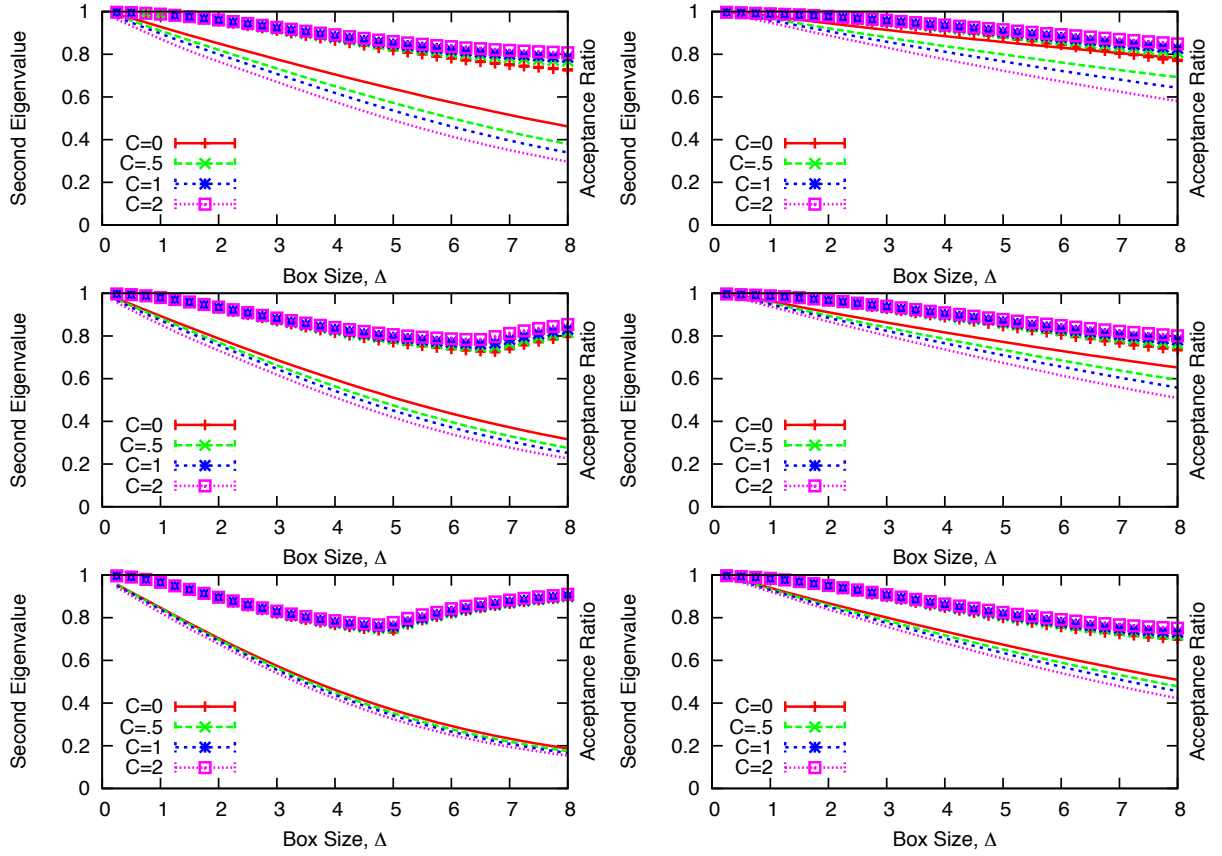 1
0.8
0.6
0.4
0.2
0
Second Eigenvalue
Acceptance Ratio
C=0
C=.5
C=1
C=2
0 1 2 3 4 5 6 7 8
Box Size, Δ
1
0.8
0.6
0.4
0.2
0
Second Eigenvalue
C=0
C=.5
C=1
C=2
0 1 2 3 4 5 6 7 8
Box Size, Δ
1
0.8
0.6
0.4
0.2
0
Second Eigenvalue
Acceptance Ratio
C=0
C=.5
C=1
C=2
0 1 2 3 4 5 6 7 8
Box Size, Δ
1
0.8
0.6
0.4
0.2
0
Second Eigenvalue
C=0
C=.5
C=1
C=2
0 1 2 3 4 5 6 7 8
Box Size, Δ
1
0.8
0.6
0.4
0.2
0
Second Eigenvalue
Acceptance Ratio
C=0
C=.5
C=1
C=2
0 1 2 3 4 5 6 7 8
Box Size, Δ
1
0.8
0.6
0.4
0.2
0
Second Eigenvalue
C=0
C=.5
C=1
C=2
0 1 2 3 4 5 6 7 8
Box Size, Δ